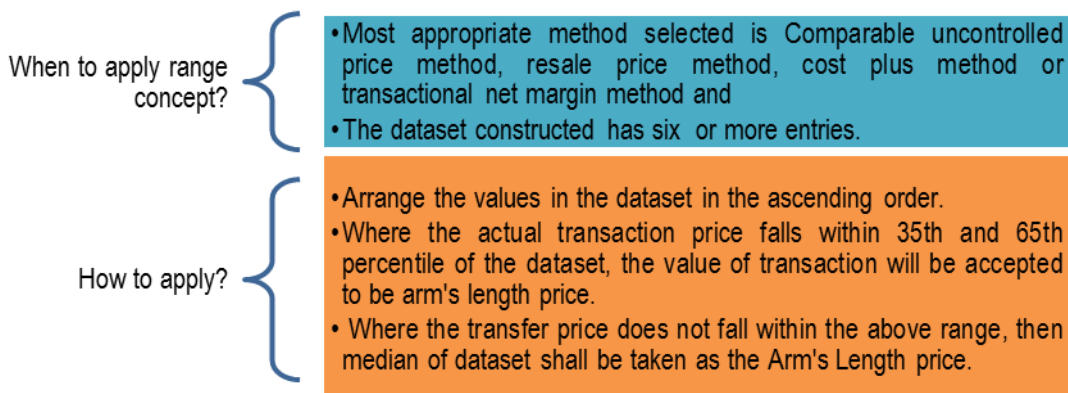 When to apply range
concept?
•Most appropriate method selected is Comparable uncontrolled
price method, resale price method, cost plus method or
transactional net margin method and
•The dataset constructed has six or more entries.
How to apply?
•Arrange the values in the dataset in the ascending order.
•Where the actual transaction price falls within 35th and 65th
percentile of the dataset, the value of transaction will be accepted
to be arm's length price.
• Where the transfer price does not fall within the above range, then
median of dataset shall be taken as the Arm's Length price.